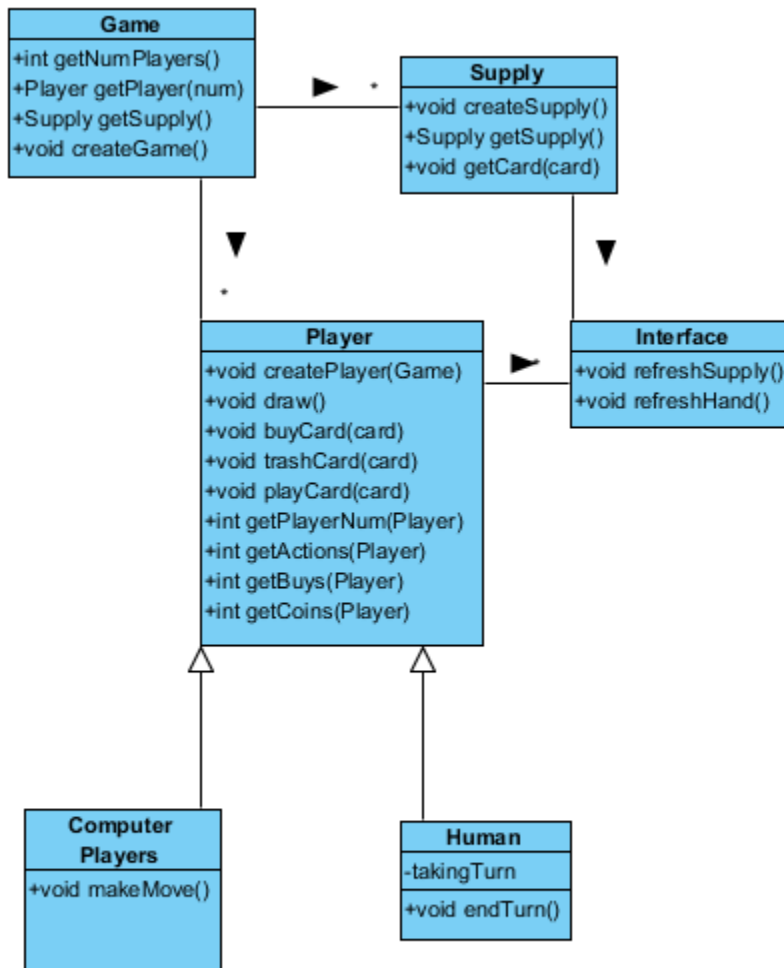 Game
+int getNumPlayers()
+Player getPlayer(num)
+Supply getSupply()
+void createGame()
*
Supply
+void createSupply()
+Supply getSupply()
+void getCard(card)
*
Player
+void createPlayer(Game)
+void draw()
+void buyCard(card)
+void trashCard(card)
+void playCard(card)
+int getPlayerNum(Player)
+int getActions(Player)
+int getBuys(Player)
+int getCoins(Player)
*
Interface
+void refreshSupply()
+void refreshHand()
Computer
Players
+void makeMove()
Human
-takingTurn
+void endTurn()